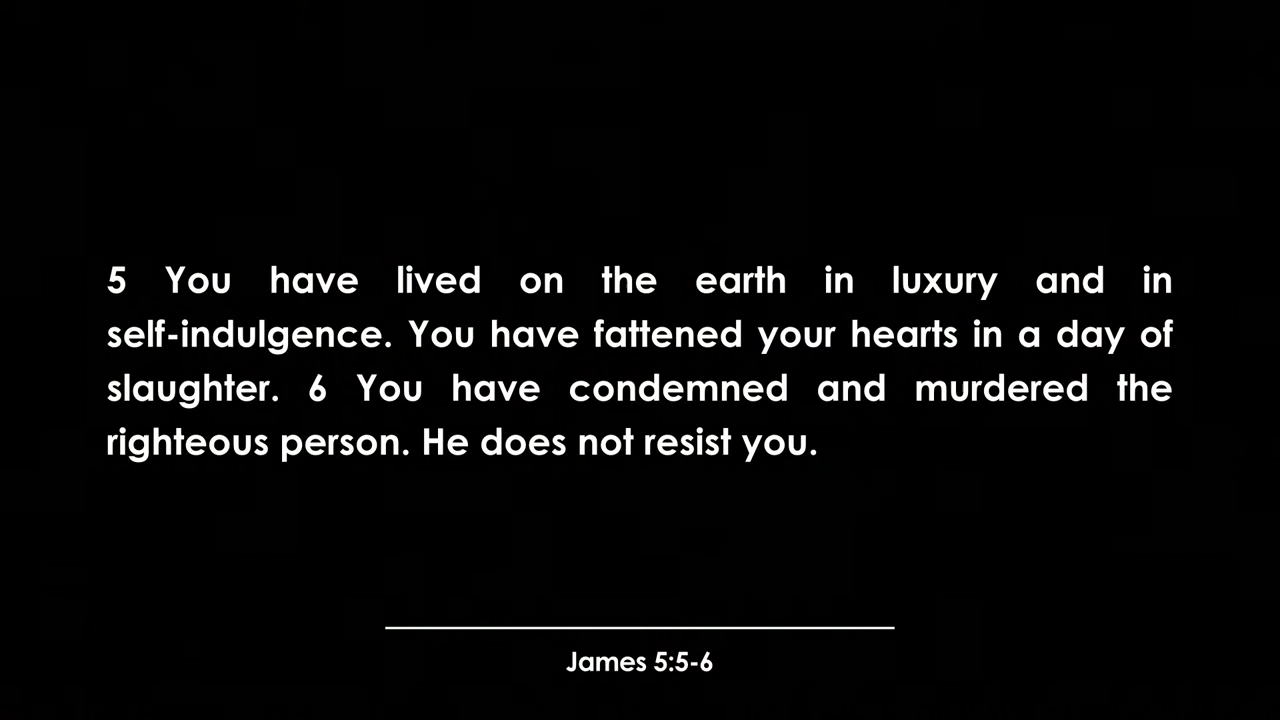 5 You have lived on the earth in luxury and in
self-indulgence. You have fattened your hearts in a day of
slaughter. 6 You have condemned and murdered the
righteous person. He does not resist you.
James 5:5-6